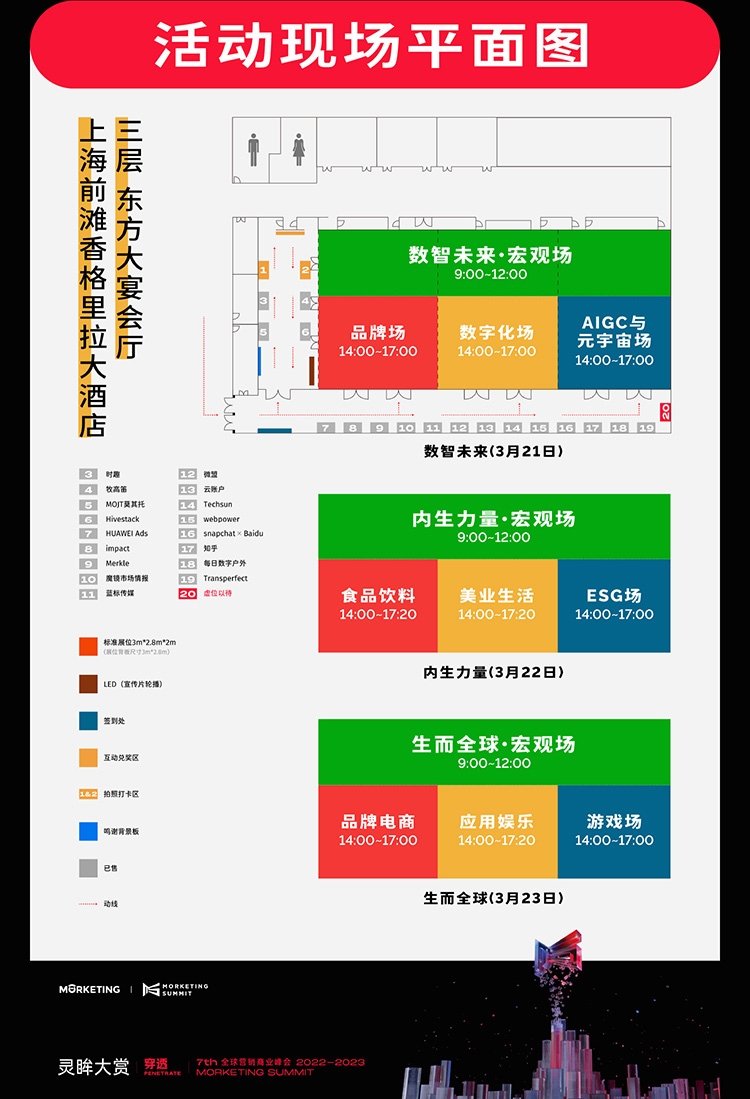 活动现场平面图
三层 东方大宴会厅
上海前滩香格里拉大酒店
数智未来·宏观场
9:00~12:00
1
2
3
4
5
6
品牌场
14:00~17:00
数字化场
14:00~17:00
AIGC与
元宇宙场
14:00~17:00
20
7 8 9 10 11 12 13 14 15 16 17 18 19
数智未来(3月21日)
3 时趣
4 牧高笛
5 MOJT莫其托
6 Hivestack
7 HUAWEI Ads
8 impact
9 Merkle
10 魔镜市场情报
11 蓝标传媒
12 微盟
13 云账户
14 Techsun
15 webpower
16 snapchat×Baidu
17 知乎
18 每日数字户外
19 Transperfect
20 虚位以待
内生力量·宏观场
9:00~12:00
食品饮料
14:00~17:20
美业生活
14:00~17:20
ESG场
14:00~17:00
内生力量(3月22日)
标准展位3m*2.8m*2m
(展位背板尺寸3m*2.8m)
LED（宣传片轮播）
签到处
互动兑奖区
1&2 拍照打卡区
鸣谢背景板
已售
动线
生而全球·宏观场
9:00~12:00
品牌电商
14:00~17:00
应用娱乐
14:00~17:20
游戏场
14:00~17:00
生而全球(3月23日)
MORKETING
MORKETING
SUMMIT
灵眸大赏
穿透
PENETRATE
7th 全球营销商业峰会 2022-2023
MORKETING SUMMIT